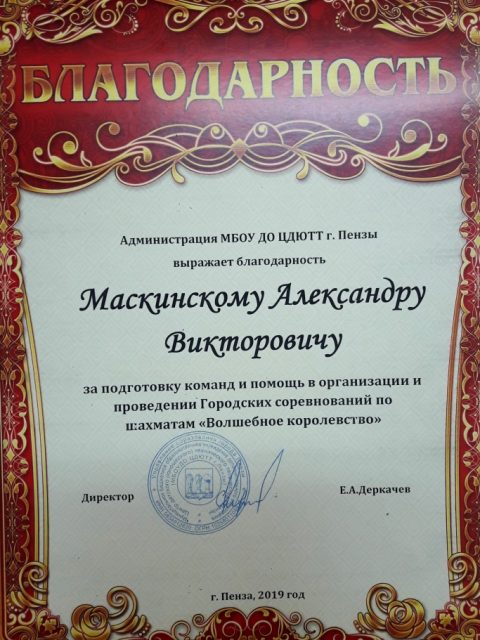 БЛАГОДАРНОСТЬ
Администрация МБОУ ДО ЦДЮТТ г. Пензы
выражает благодарность
Маскинскому Александру
Викторовичу
за подготовку команд и помощь в организации и
проведении Городских соревнований по
шахматам «Волшебное королевство»
Директор Е.А.Деркачев
г. Пенза, 2019 год